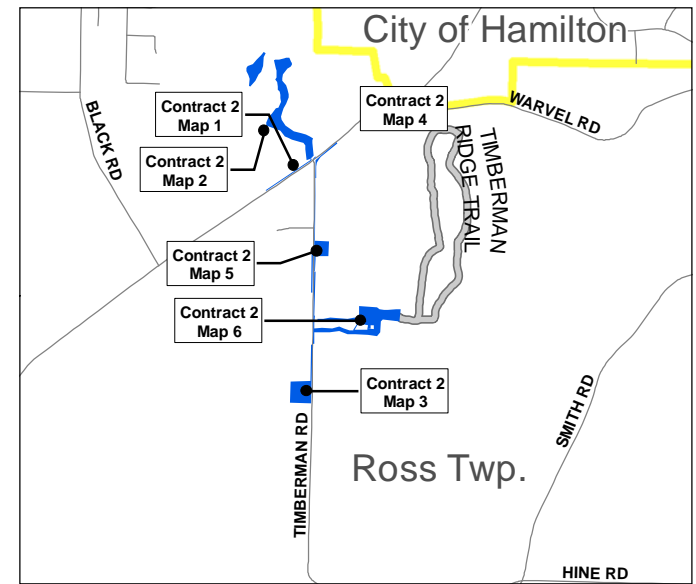 City of Hamilton
Contract 2
Map 1
Contract 2
Map 4
WARVEL RD
BLACK RD
TIMBERMAN
RIDGE TRAIL
Contract 2
Map 2
Contract 2
Map 5
Contract 2
Map 6
Contract 2
Map 3
SMITH RD
TIMBERMAN RD
Ross Twp.
HINE RD